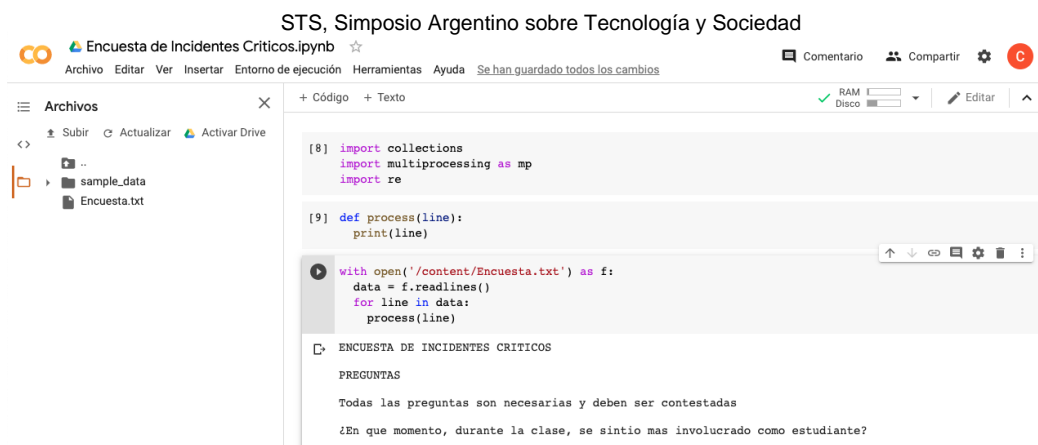 STS, Simposio Argentino sobre Tecnología y Sociedad
CO Encuesta de Incidentes Criticos.ipynb
Comentario Compartir C
Archivo Editar Ver Insertar Entorno de ejecución Herramientas Ayuda Se han guardado todos los cambios
Archivos
+ Código + Texto
RAM
Disco
Editar
Subir Actualizar Activar Drive
..
sample_data
Encuesta.txt
[8] import collections
import multiprocessing as mp
import re
[9] def process(line):
print(line)
with open('/content/Encuesta.txt') as f:
data = f.readlines()
for line in data:
process(line)
ENCUESTA DE INCIDENTES CRITICOS
PREGUNTAS
Todas las preguntas son necesarias y deben ser contestadas
¿En que momento, durante la clase, se sintio mas involucrado como estudiante?